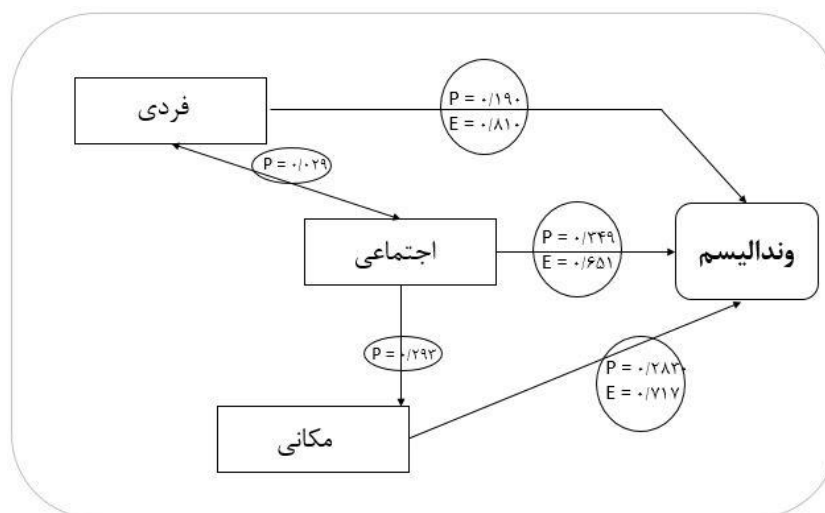 فردی
P = ۰/۱۹۰
E = ۰/۸۱۰
P = ۰/۰۲۹
اجتماعی
P = ۰/۳۴۹
E = ۰/۶۵۱
وندالیسم
P = ۰/۲۹۳
P = ۰/۲۸۳۰
E = ۰/۷۱۷
مکانی